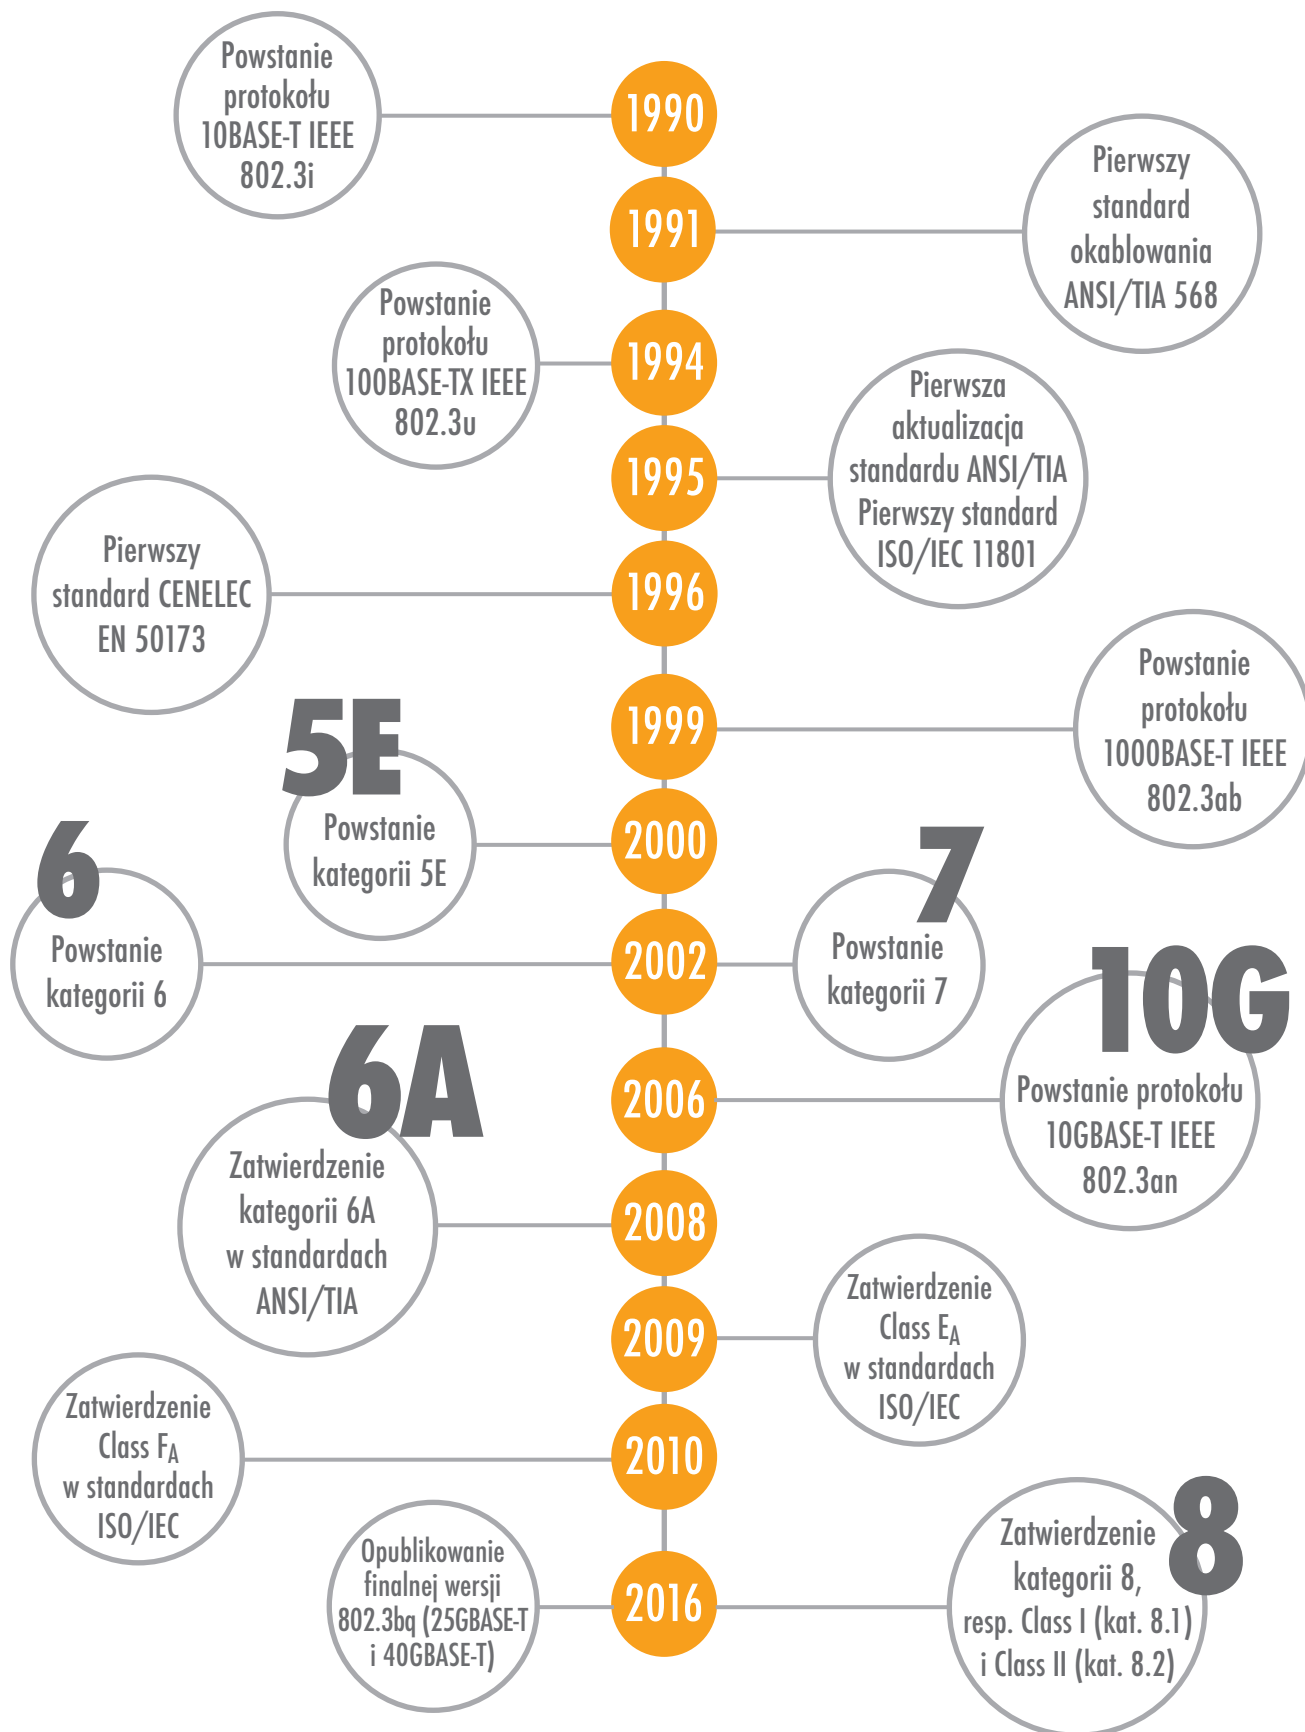 Powstanie
protokołu
10BASE-T IEEE
802.3i
1990
1991
Pierwszy
standard
okablowania
ANSI/TIA 568
Powstanie
protokołu
100BASE-TX IEEE
802.3u
1994
1995
Pierwsza
aktualizacja
standardu ANSI/TIA
Pierwszy standard
ISO/IEC 11801
Pierwszy
standard CENELEC
EN 50173
1996
1999
Powstanie
protokołu
1000BASE-T IEEE
802.3ab
5E
Powstanie
kategorii 5E
2000
6
Powstanie
kategorii 6
2002
7
Powstanie
kategorii 7
2006
10G
Powstanie protokołu
10GBASE-T IEEE
802.3an
6A
Zatwierdzenie
kategorii 6A
w standardach
ANSI/TIA
2008
2009
Zatwierdzenie
Class EA
w standardach
ISO/IEC
Zatwierdzenie
Class FA
w standardach
ISO/IEC
2010
Opublikowanie
finalnej wersji
802.3bq (25GBASE-T
i 40GBASE-T)
2016
8
Zatwierdzenie
kategorii 8,
resp. Class I (kat. 8.1)
i Class II (kat. 8.2)